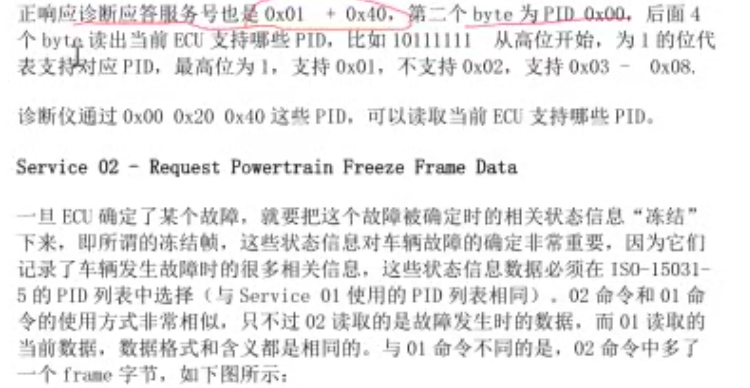 正响应诊断应答服务号也是 0x01 + 0x40，第二个 byte 为 PID 0x00，后面 4
个 byte 读出当前 ECU 支持哪些 PID，比如 10111111 从高位开始，为 1 的位代
表支持对应 PID，最高位为 1，支持 0x01，不支持 0x02，支持 0x03 - 0x08.
诊断仪通过 0x00 0x20 0x40 这些 PID，可以读取当前 ECU 支持哪些 PID。
Service 02 - Request Powertrain Freeze Frame Data
一旦 ECU 确定了某个故障，就要把这个故障被确定时的相关状态信息“冻结”
下来，即所谓的冻结帧，这些状态信息对车辆故障的确定非常重要，因为它们
记录了车辆发生故障时的很多相关信息，这些状态信息数据必须在 ISO-15031-
5 的 PID 列表中选择（与 Service 01 使用的 PID 列表相同）。02 命令和 01 命
令的使用方式非常相似，只不过 02 读取的是故障发生时的数据，而 01 读取的
当前数据，数据格式和含义都是相同的。与 01 命令不同的是，02 命令中多了
一个 frame 字节，如下图所示：